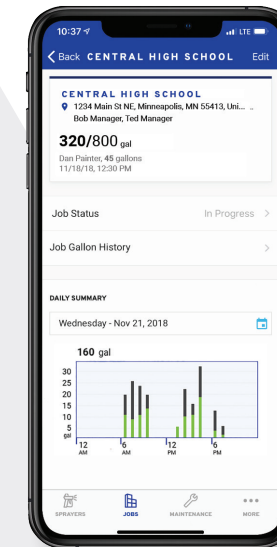 10:37 LTE
Back CENTRAL HIGH SCHOOL Edit
CENTRAL HIGH SCHOOL
1234 Main St NE, Minneapolis, MN 55413, Uni... ..
Bob Manager, Ted Manager
320/800 gal
Dan Painter, 45 gallons
11/18/18, 12:30 PM
Job Status In Progress >
Job Gallon History >
DAILY SUMMARY
Wednesday - Nov 21, 2018
160 gal
30
25
20
15
10
5
gal
12 6 12 6
AM AM PM PM
SPRAYERS JOBS MAINTENANCE MORE